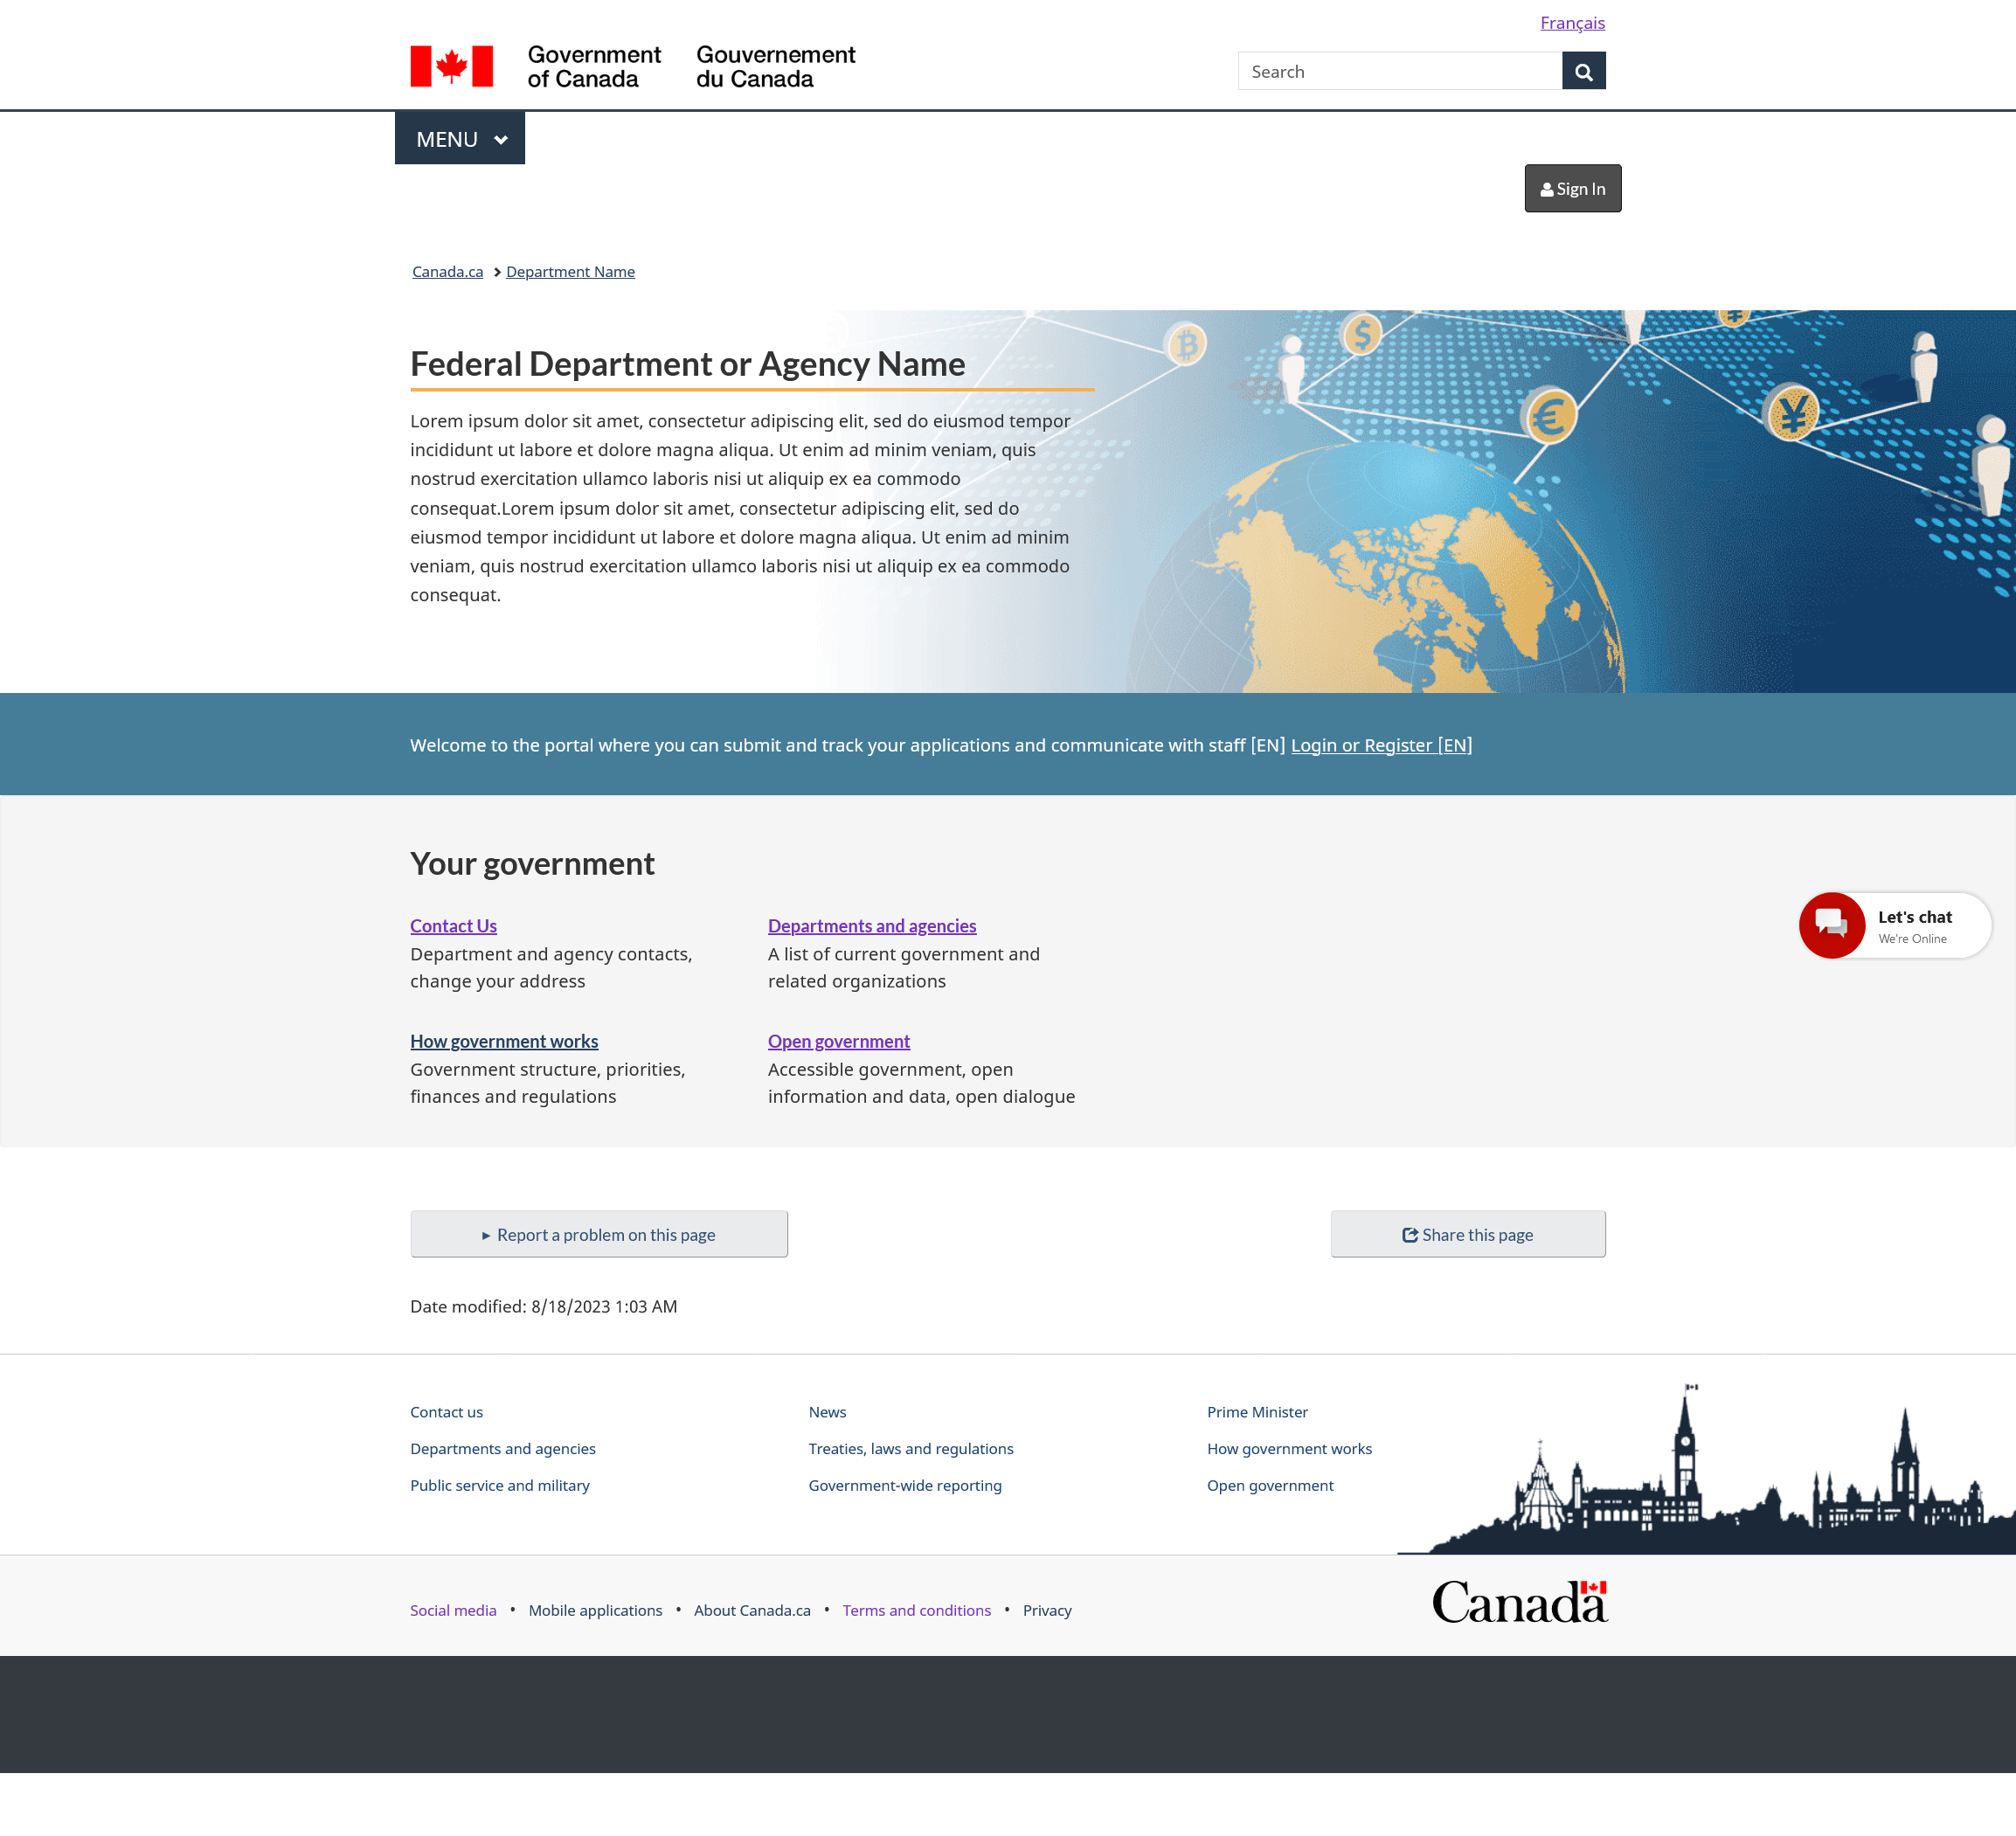 Français
Government
of Canada
Gouvernement
du Canada
Search
MENU
Sign In
Canada.ca
Department Name
Federal Department or Agency Name
Lorem ipsum dolor sit amet, consectetur adipiscing elit, sed do eiusmod tempor
incididunt ut labore et dolore magna aliqua. Ut enim ad minim veniam, quis
nostrud exercitation ullamco laboris nisi ut aliquip ex ea commodo
consequat.Lorem ipsum dolor sit amet, consectetur adipiscing elit, sed do
eiusmod tempor incididunt ut labore et dolore magna aliqua. Ut enim ad minim
veniam, quis nostrud exercitation ullamco laboris nisi ut aliquip ex ea commodo
consequat.
Welcome to the portal where you can submit and track your applications and communicate with staff [EN] Login or Register [EN]
Your government
Contact Us
Department and agency contacts,
change your address
Departments and agencies
A list of current government and
related organizations
How government works
Government structure, priorities,
finances and regulations
Open government
Accessible government, open
information and data, open dialogue
Let's chat
We're Online
Report a problem on this page
Share this page
Date modified: 8/18/2023 1:03 AM
Contact us
Departments and agencies
Public service and military
News
Treaties, laws and regulations
Government-wide reporting
Prime Minister
How government works
Open government
Social media • Mobile applications • About Canada.ca • Terms and conditions • Privacy
Canada